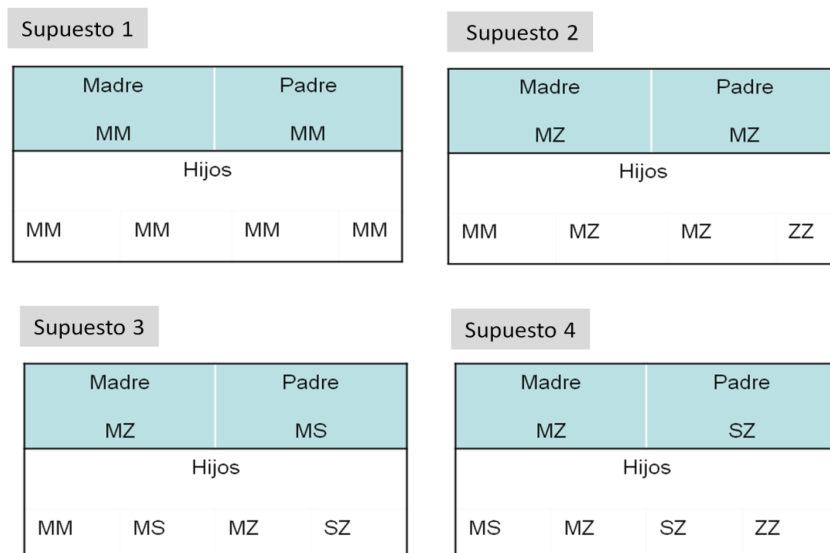 Supuesto 1
Madre Padre
MM MM
Hijos
MM MM MM MM
Supuesto 2
Madre Padre
MZ MZ
Hijos
MM MZ MZ ZZ
Supuesto 3
Madre Padre
MZ MS
Hijos
MM MS MZ SZ
Supuesto 4
Madre Padre
MZ SZ
Hijos
MS MZ SZ ZZ